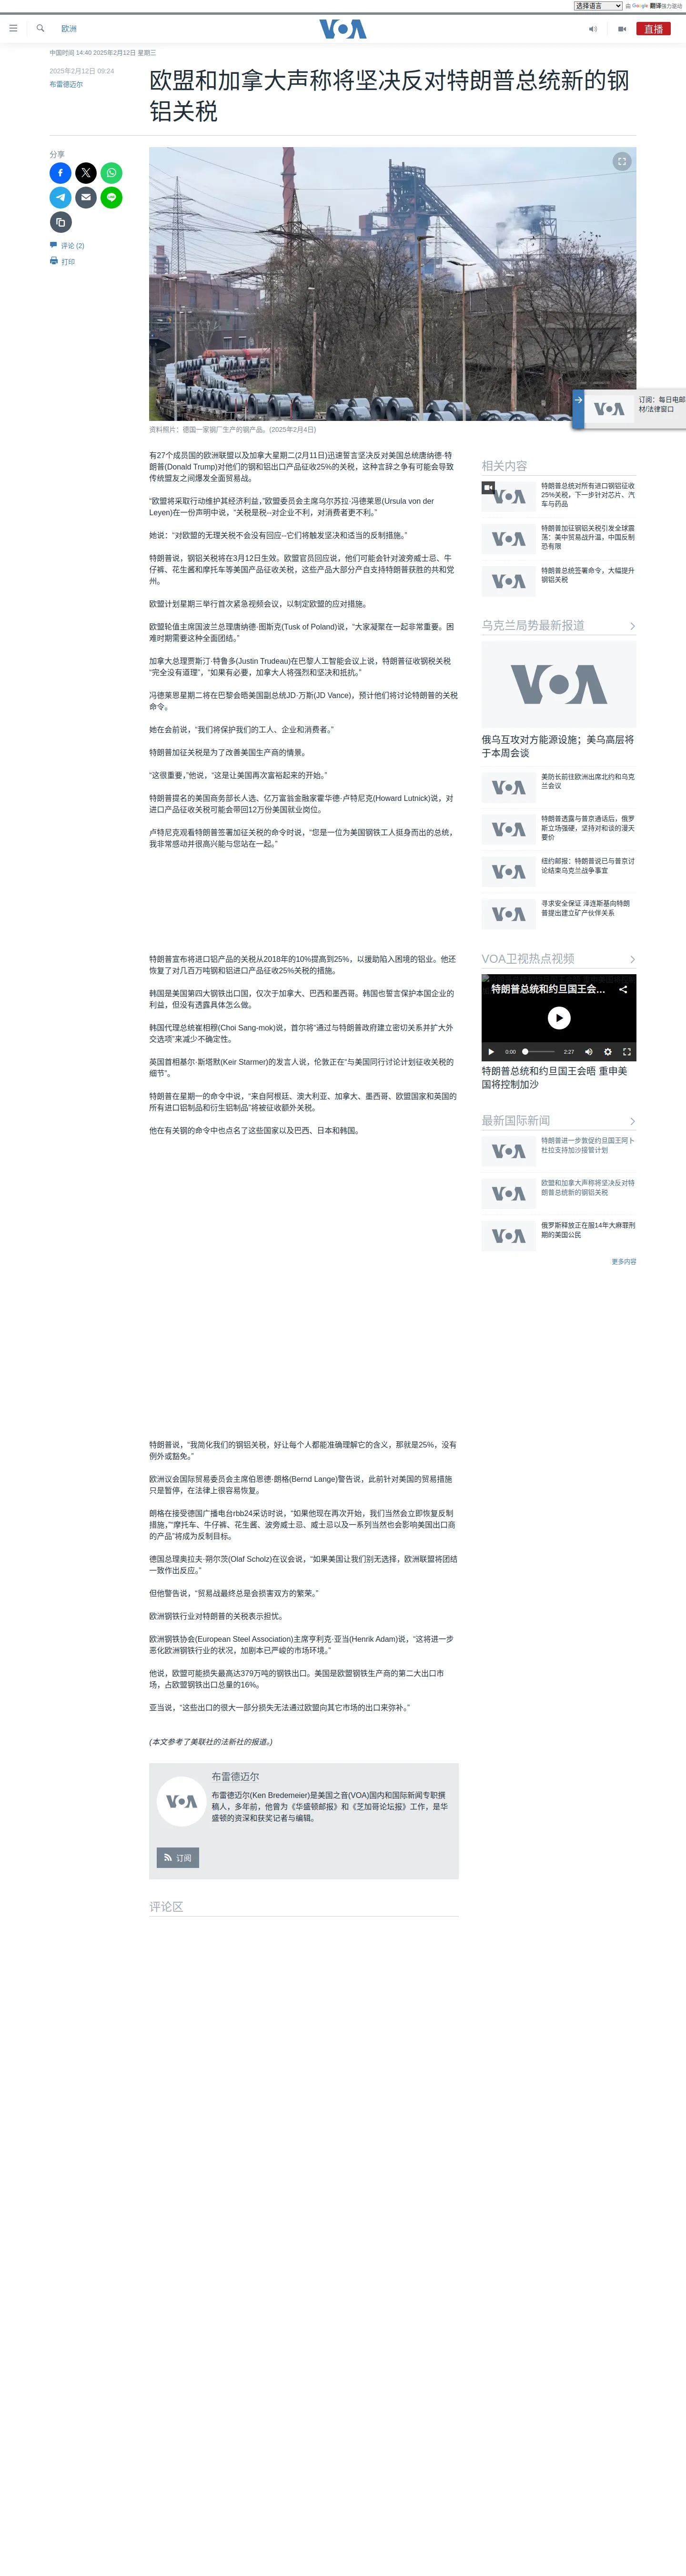 选择语言 由 Google 翻译强力驱动
欧洲
VOA
直播
中国时间 14:40 2025年2月12日 星期三
2025年2月12日 09:24
布雷德迈尔
欧盟和加拿大声称将坚决反对特朗普总统新的钢
铝关税
分享
评论 (2)
打印
资料照片：德国一家钢厂生产的钢产品。(2025年2月4日)
订阅：每日电邮
材/法律窗口
有27个成员国的欧洲联盟以及加拿大星期二(2月11日)迅速誓言坚决反对美国总统唐纳德·特
朗普(Donald Trump)对他们的钢和铝出口产品征收25%的关税，这种言辞之争有可能会导致
传统盟友之间爆发全面贸易战。
“欧盟将采取行动维护其经济利益，”欧盟委员会主席乌尔苏拉·冯德莱恩(Ursula von der
Leyen)在一份声明中说，“关税是税--对企业不利，对消费者更不利。”
她说：“对欧盟的无理关税不会没有回应--它们将触发坚决和适当的反制措施。”
特朗普说，钢铝关税将在3月12日生效。欧盟官员回应说，他们可能会针对波旁威士忌、牛
仔裤、花生酱和摩托车等美国产品征收关税，这些产品大部分产自支持特朗普获胜的共和党
州。
欧盟计划星期三举行首次紧急视频会议，以制定欧盟的应对措施。
欧盟轮值主席国波兰总理唐纳德·图斯克(Tusk of Poland)说，“大家凝聚在一起非常重要。困
难时期需要这种全面团结。”
加拿大总理贾斯汀·特鲁多(Justin Trudeau)在巴黎人工智能会议上说，特朗普征收钢税关税
“完全没有道理”，“如果有必要，加拿大人将强烈和坚决和抵抗。”
冯德莱恩星期二将在巴黎会晤美国副总统JD·万斯(JD Vance)，预计他们将讨论特朗普的关税
命令。
她在会前说，“我们将保护我们的工人、企业和消费者。”
特朗普加征关税是为了改善美国生产商的情景。
“这很重要，”他说，“这是让美国再次富裕起来的开始。”
特朗普提名的美国商务部长人选、亿万富翁金融家霍华德·卢特尼克(Howard Lutnick)说，对
进口产品征收关税可能会带回12万份美国就业岗位。
卢特尼克观看特朗普签署加征关税的命令时说，“您是一位为美国钢铁工人挺身而出的总统，
我非常感动并很高兴能与您站在一起。”
特朗普宣布将进口铝产品的关税从2018年的10%提高到25%，以援助陷入困境的铝业。他还
恢复了对几百万吨钢和铝进口产品征收25%关税的措施。
韩国是美国第四大钢铁出口国，仅次于加拿大、巴西和墨西哥。韩国也誓言保护本国企业的
利益，但没有透露具体怎么做。
韩国代理总统崔相穆(Choi Sang-mok)说，首尔将“通过与特朗普政府建立密切关系并扩大外
交选项”来减少不确定性。
英国首相基尔·斯塔默(Keir Starmer)的发言人说，伦敦正在“与美国同行讨论计划征收关税的
细节”。
特朗普在星期一的命令中说，“来自阿根廷、澳大利亚、加拿大、墨西哥、欧盟国家和英国的
所有进口铝制品和衍生铝制品”将被征收额外关税。
他在有关钢的命令中也点名了这些国家以及巴西、日本和韩国。
特朗普说，“我简化我们的钢铝关税，好让每个人都能准确理解它的含义，那就是25%，没有
例外或豁免。”
欧洲议会国际贸易委员会主席伯恩德·朗格(Bernd Lange)警告说，此前针对美国的贸易措施
只是暂停，在法律上很容易恢复。
朗格在接受德国广播电台rbb24采访时说，“如果他现在再次开始，我们当然会立即恢复反制
措施，”“摩托车、牛仔裤、花生酱、波旁威士忌、威士忌以及一系列当然也会影响美国出口商
的产品”将成为反制目标。
德国总理奥拉夫·朔尔茨(Olaf Scholz)在议会说，“如果美国让我们别无选择，欧洲联盟将团结
一致作出反应。”
但他警告说，“贸易战最终总是会损害双方的繁荣。”
欧洲钢铁行业对特朗普的关税表示担忧。
欧洲钢铁协会(European Steel Association)主席亨利克·亚当(Henrik Adam)说，“这将进一步
恶化欧洲钢铁行业的状况，加剧本已严峻的市场环境。”
他说，欧盟可能损失最高达379万吨的钢铁出口。美国是欧盟钢铁生产商的第二大出口市
场，占欧盟钢铁出口总量的16%。
亚当说，“这些出口的很大一部分损失无法通过欧盟向其它市场的出口来弥补。”
(本文参考了美联社的法新社的报道。)
VOA
布雷德迈尔
布雷德迈尔(Ken Bredemeier)是美国之音(VOA)国内和国际新闻专职撰
稿人，多年前，他曾为《华盛顿邮报》和《芝加哥论坛报》工作，是华
盛顿的资深和获奖记者与编辑。
订阅
评论区
相关内容
特朗普总统对所有进口钢铝征收
25%关税，下一步针对芯片、汽
车与药品
特朗普加征钢铝关税引发全球震
荡：美中贸易战升温，中国反制
恐有限
特朗普总统签署命令，大幅提升
钢铝关税
乌克兰局势最新报道
VOA
俄乌互攻对方能源设施；美乌高层将
于本周会谈
美防长前往欧洲出席北约和乌克
兰会议
特朗普透露与普京通话后，俄罗
斯立场强硬，坚持对和谈的漫天
要价
纽约邮报：特朗普说已与普京讨
论结束乌克兰战争事宜
寻求安全保证 泽连斯基向特朗
普提出建立矿产伙伴关系
VOA卫视热点视频
特朗普总统和约旦国王会…
0:00 2:27
特朗普总统和约旦国王会晤 重申美
国将控制加沙
最新国际新闻
特朗普进一步敦促约旦国王阿卜
杜拉支持加沙接管计划
欧盟和加拿大声称将坚决反对特
朗普总统新的钢铝关税
俄罗斯释放正在服14年大麻罪刑
期的美国公民
更多内容